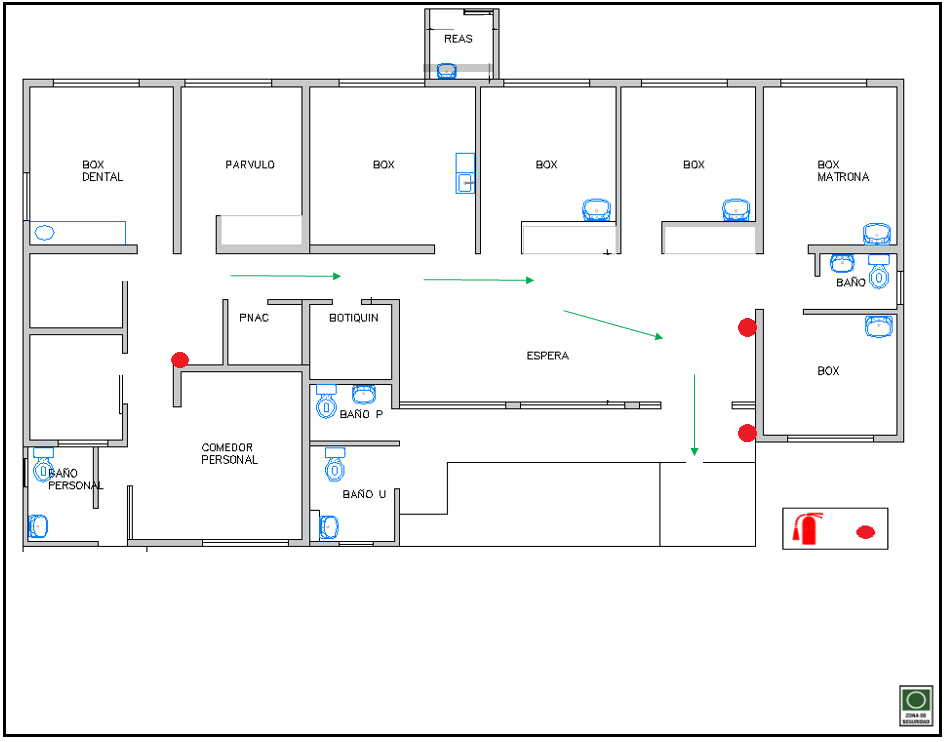 REAS
BOX
DENTAL
PARVULO
BOX
BOX
BOX
BOX
MATRONA
BAÑO
PNAC
BOTIQUIN
ESPERA
BOX
BAÑO P
COMEDOR
PERSONAL
BAÑO
PERSONAL
BAÑO U
ZONA DE
SEGURIDAD